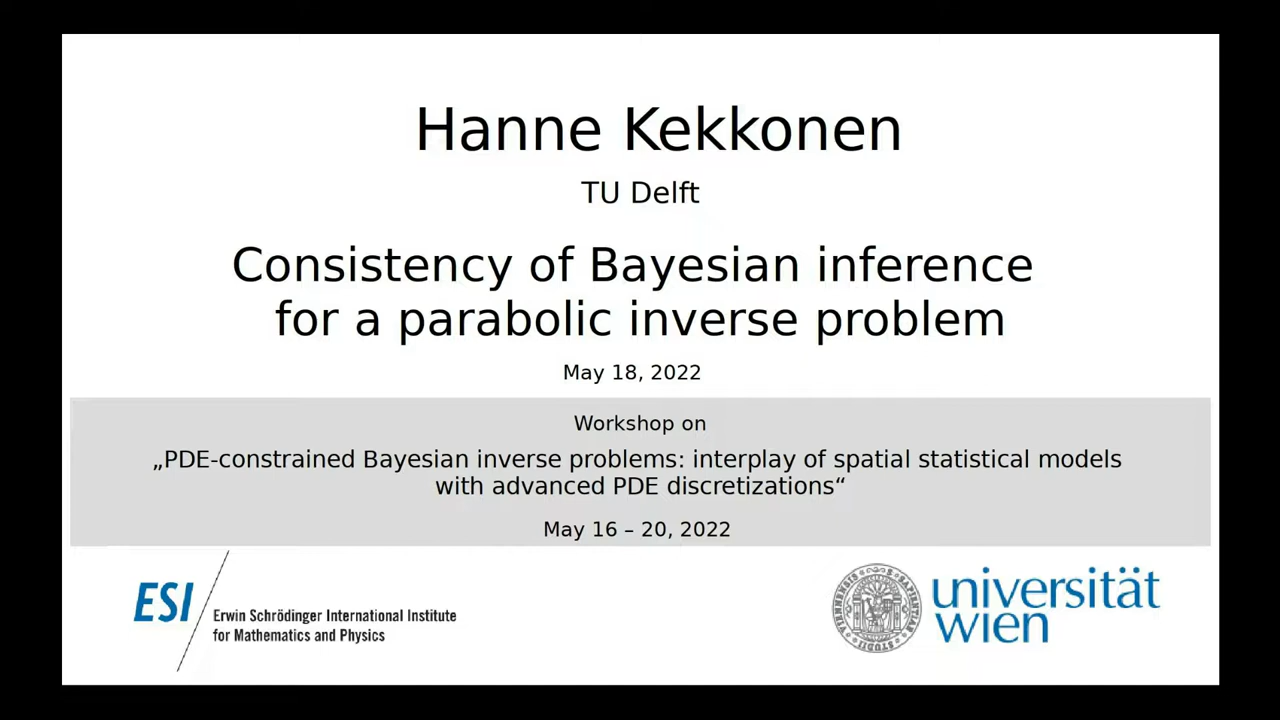 Hanne Kekkonen
TU Delft
Consistency of Bayesian inference
for a parabolic inverse problem
May 18, 2022
Workshop on
„PDE-constrained Bayesian inverse problems: interplay of spatial statistical models
with advanced PDE discretizations“
May 16 – 20, 2022
ESI
Erwin Schrödinger International Institute
for Mathematics and Physics
universität
wien